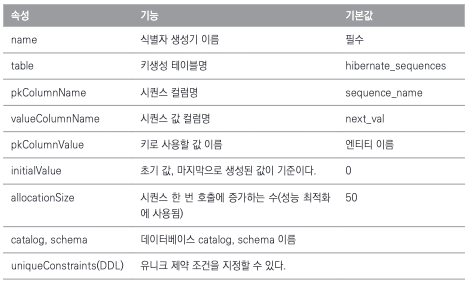 속성 기능 기본값
name 식별자 생성기 이름 필수
table 키생성 테이블명 hibernate_sequences
pkColumnName 시퀀스 컬럼명 sequence_name
valueColumnName 시퀀스 값 컬럼명 next_val
pkColumnValue 키로 사용할 값 이름 엔티티 이름
initialValue 초기 값, 마지막으로 생성된 값이 기준이다. 0
allocationSize 시퀀스 한 번 호출에 증가하는 수(성능 최적화 50
에 사용됨)
catalog, schema 데이터베이스 catalog, schema 이름
uniqueConstraints(DDL) 유니크 제약 조건을 지정할 수 있다.